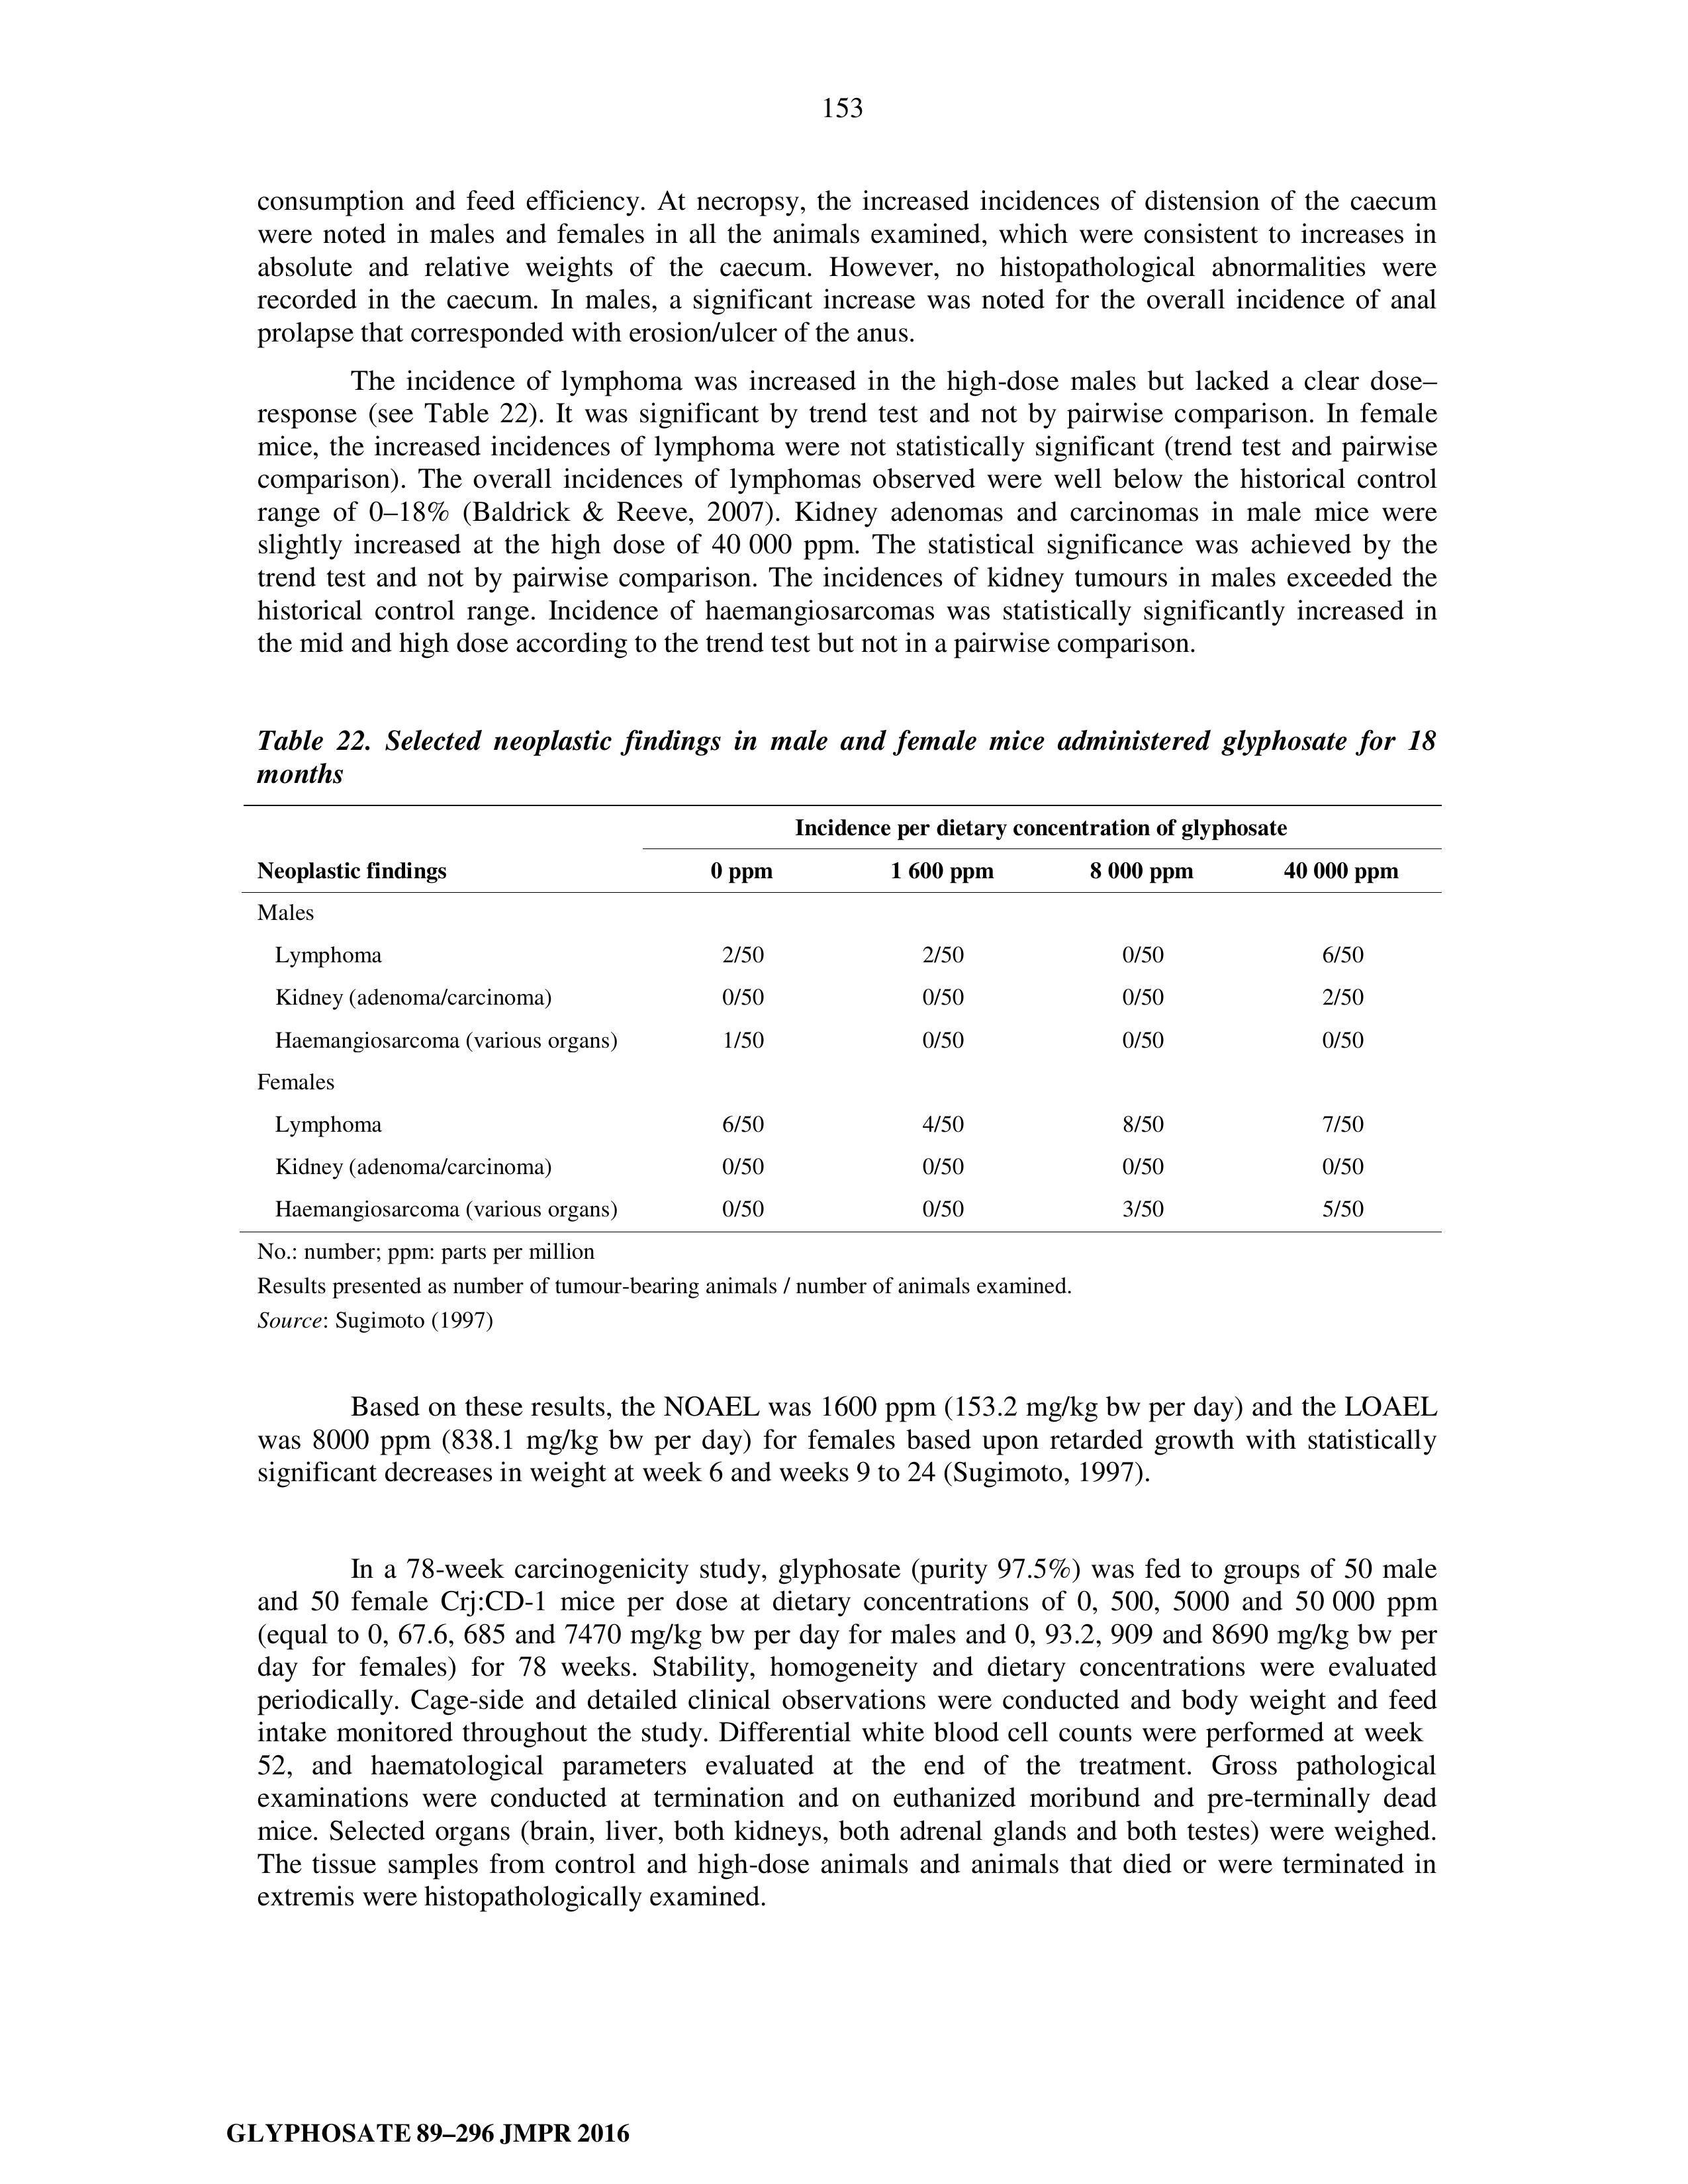 153
consumption and feed efficiency. At necropsy, the increased incidences of distension of the caecum
were noted in males and females in all the animals examined, which were consistent to increases in
absolute and relative weights of the caecum. However, no histopathological abnormalities were
recorded in the caecum. In males, a significant increase was noted for the overall incidence of anal
prolapse that corresponded with erosion/ulcer of the anus.
The incidence of lymphoma was increased in the high-dose males but lacked a clear dose–
response (see Table 22). It was significant by trend test and not by pairwise comparison. In female
mice, the increased incidences of lymphoma were not statistically significant (trend test and pairwise
comparison). The overall incidences of lymphomas observed were well below the historical control
range of 0–18% (Baldrick & Reeve, 2007). Kidney adenomas and carcinomas in male mice were
slightly increased at the high dose of 40 000 ppm. The statistical significance was achieved by the
trend test and not by pairwise comparison. The incidences of kidney tumours in males exceeded the
historical control range. Incidence of haemangiosarcomas was statistically significantly increased in
the mid and high dose according to the trend test but not in a pairwise comparison.
Table 22. Selected neoplastic findings in male and female mice administered glyphosate for 18
months
Incidence per dietary concentration of glyphosate
Neoplastic findings 0 ppm 1 600 ppm 8 000 ppm 40 000 ppm
Males
Lymphoma 2/50 2/50 0/50 6/50
Kidney (adenoma/carcinoma) 0/50 0/50 0/50 2/50
Haemangiosarcoma (various organs) 1/50 0/50 0/50 0/50
Females
Lymphoma 6/50 4/50 8/50 7/50
Kidney (adenoma/carcinoma) 0/50 0/50 0/50 0/50
Haemangiosarcoma (various organs) 0/50 0/50 3/50 5/50
No.: number; ppm: parts per million
Results presented as number of tumour-bearing animals / number of animals examined.
Source: Sugimoto (1997)
Based on these results, the NOAEL was 1600 ppm (153.2 mg/kg bw per day) and the LOAEL
was 8000 ppm (838.1 mg/kg bw per day) for females based upon retarded growth with statistically
significant decreases in weight at week 6 and weeks 9 to 24 (Sugimoto, 1997).
In a 78-week carcinogenicity study, glyphosate (purity 97.5%) was fed to groups of 50 male
and 50 female Crj:CD-1 mice per dose at dietary concentrations of 0, 500, 5000 and 50 000 ppm
(equal to 0, 67.6, 685 and 7470 mg/kg bw per day for males and 0, 93.2, 909 and 8690 mg/kg bw per
day for females) for 78 weeks. Stability, homogeneity and dietary concentrations were evaluated
periodically. Cage-side and detailed clinical observations were conducted and body weight and feed
intake monitored throughout the study. Differential white blood cell counts were performed at week
52, and haematological parameters evaluated at the end of the treatment. Gross pathological
examinations were conducted at termination and on euthanized moribund and pre-terminally dead
mice. Selected organs (brain, liver, both kidneys, both adrenal glands and both testes) were weighed.
The tissue samples from control and high-dose animals and animals that died or were terminated in
extremis were histopathologically examined.
GLYPHOSATE 89–296 JMPR 2016